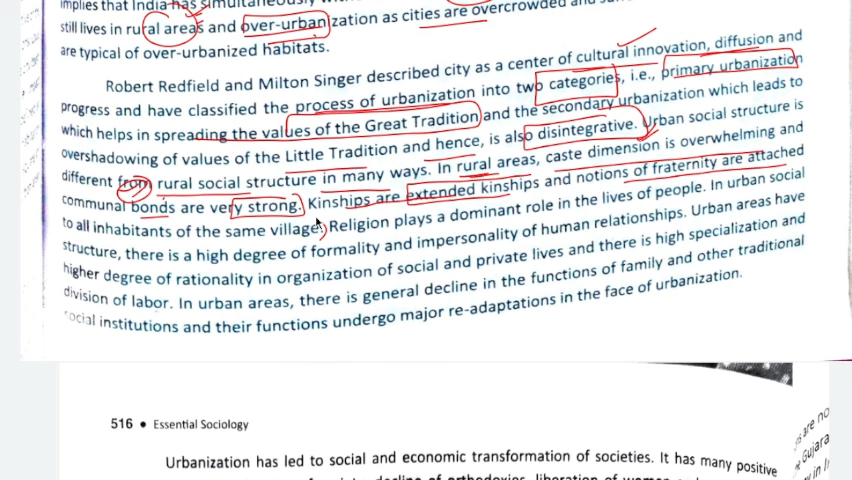 implies that India has simultaneously
still lives in rural areas and over-urbanization as cities are overcrowded and
are typical of over-urbanized habitats.
Robert Redfield and Milton Singer described city as a center of cultural innovation, diffusion and
progress and have classified the process of urbanization into two categories, i.e., primary urbanization
which helps in spreading the values of the Great Tradition and the secondary urbanization which leads to
overshadowing of values of the Little Tradition and hence, is also disintegrative. Urban social structure is
different from rural social structure in many ways. In rural areas, caste dimension is overwhelming and
communal bonds are very strong. Kinships are extended kinships and notions of fraternity are attached
to all inhabitants of the same village. Religion plays a dominant role in the lives of people. In urban social
structure, there is a high degree of formality and impersonality of human relationships. Urban areas have
higher degree of rationality in organization of social and private lives and there is high specialization and
division of labor. In urban areas, there is general decline in the functions of family and other traditional
social institutions and their functions undergo major re-adaptations in the face of urbanization.
516 • Essential Sociology
Urbanization has led to social and economic transformation of societies. It has many positive